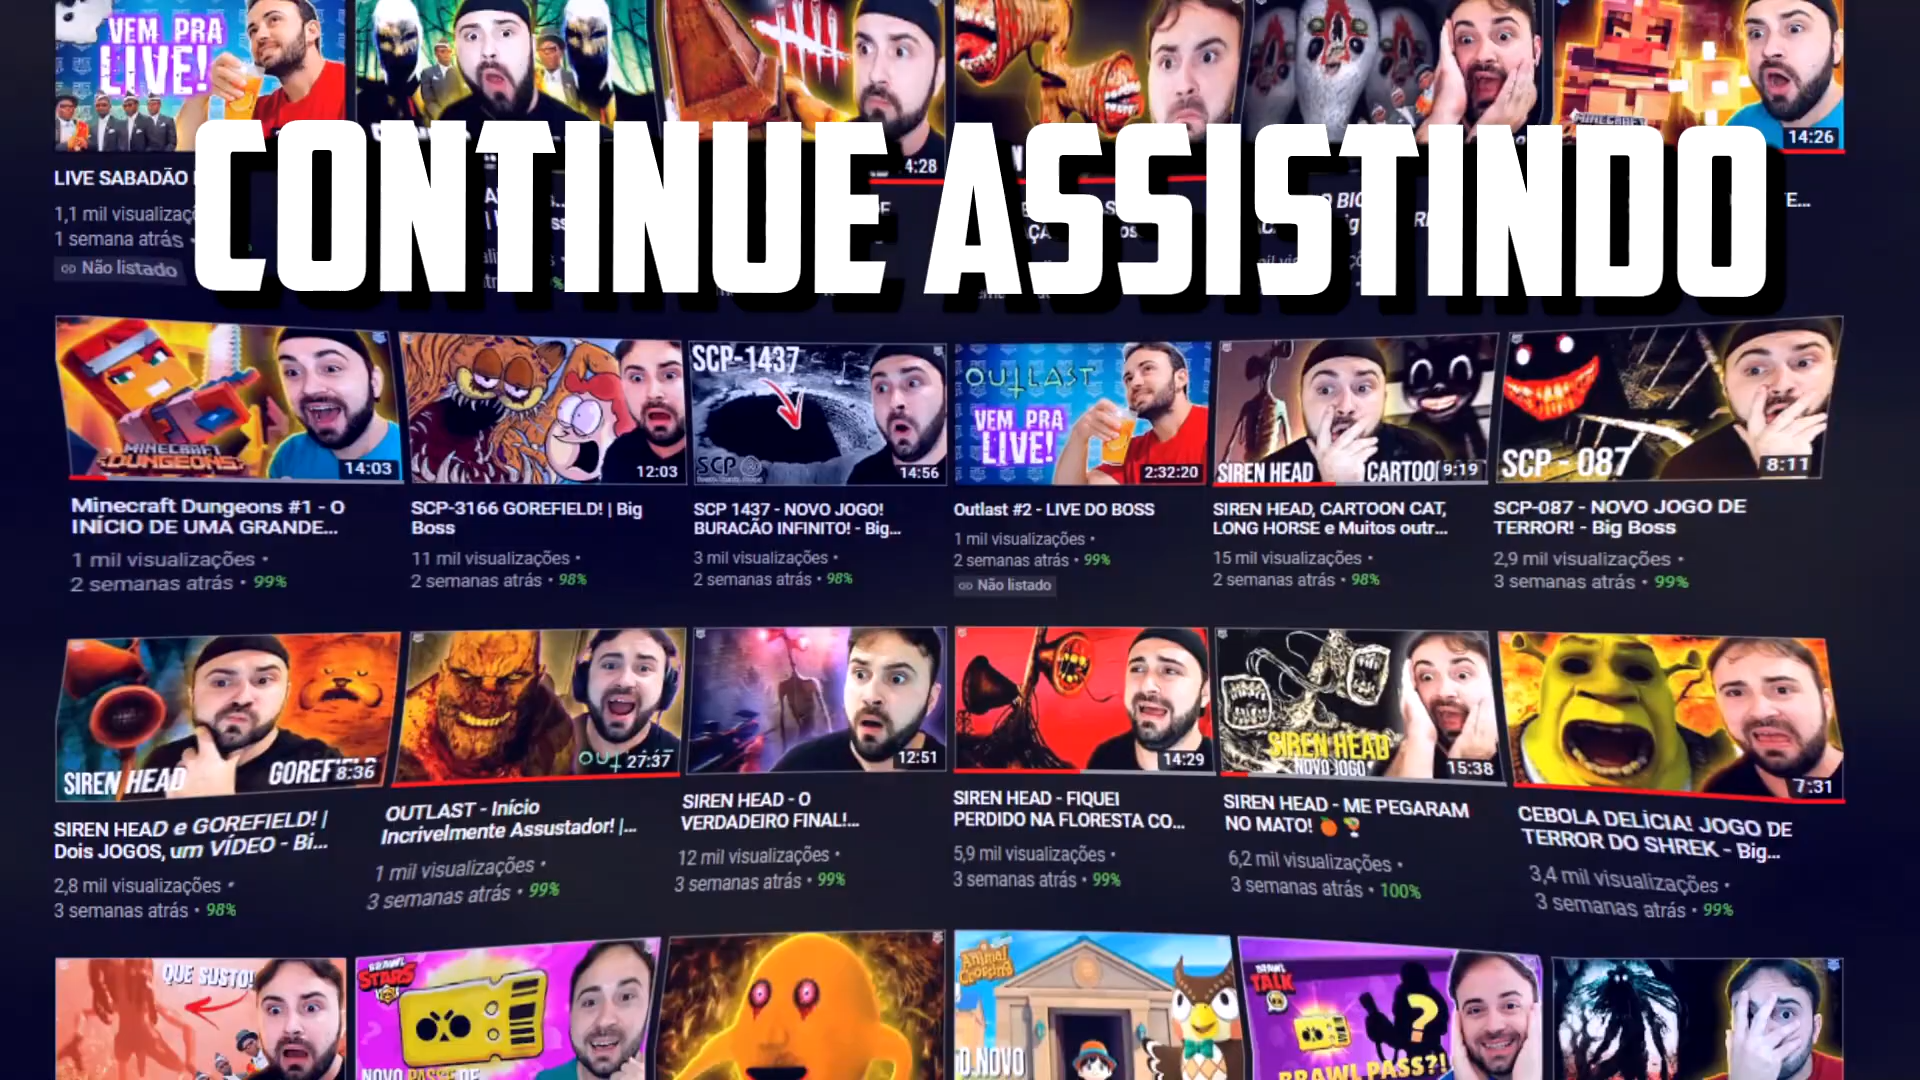 VEM PRA
LIVE!
4:28
14:26
CONTINUE ASSISTINDO
LIVE SABADÃO
1,1 mil
1 semana atrás •
Não listado
MINECRAFT
DUNGEONS
14:03
12:03
SCP-1437
SCP
14:56
OUTLAST
VEM PRA
LIVE!
2:32:20
SIREN HEAD
9:19
SCP - 087
8:11
Minecraft Dungeons #1 - O
INÍCIO DE UMA GRANDE...
1 mil visualizações •
2 semanas atrás • 99%
SCP-3166 GOREFIELD! | Big
Boss
11 mil visualizações •
2 semanas atrás • 98%
SCP 1437 - NOVO JOGO!
BURACÃO INFINITO! - Big...
3 mil visualizações •
2 semanas atrás • 98%
Outlast #2 - LIVE DO BOSS
1 mil visualizações •
2 semanas atrás • 99%
Não listado
SIREN HEAD, CARTOON CAT,
LONG HORSE e Muitos outr...
15 mil visualizações •
2 semanas atrás • 98%
SCP-087 - NOVO JOGO DE
TERROR! - Big Boss
2,9 mil visualizações •
3 semanas atrás • 99%
SIREN HEAD
8:36
27:37
12:51
14:29
SIREN HEAD
NOVO JOGO
15:38
7:31
SIREN HEAD e GOREFIELD! |
Dois JOGOS, um VÍDEO - Bi...
2,8 mil visualizações •
3 semanas atrás • 98%
OUTLAST - Início
Incrivelmente Assustador! |...
1 mil visualizações •
3 semanas atrás • 99%
SIREN HEAD - O
VERDADEIRO FINAL!...
12 mil visualizações •
3 semanas atrás • 99%
SIREN HEAD - FIQUEI
PERDIDO NA FLORESTA CO...
5,9 mil visualizações •
3 semanas atrás • 99%
SIREN HEAD - ME PEGARAM
NO MATO! 🍊🍹
6,2 mil visualizações •
3 semanas atrás • 100%
CEBOLA DELÍCIA! JOGO DE
TERROR DO SHREK - Big...
3,4 mil visualizações •
3 semanas atrás • 99%
QUE SUSTO!
BRAWL
STARS
NOVO PASSE DE
Animal
Crossing
NOVO
BRAWL
TALK
?
BRAWL PASS?!